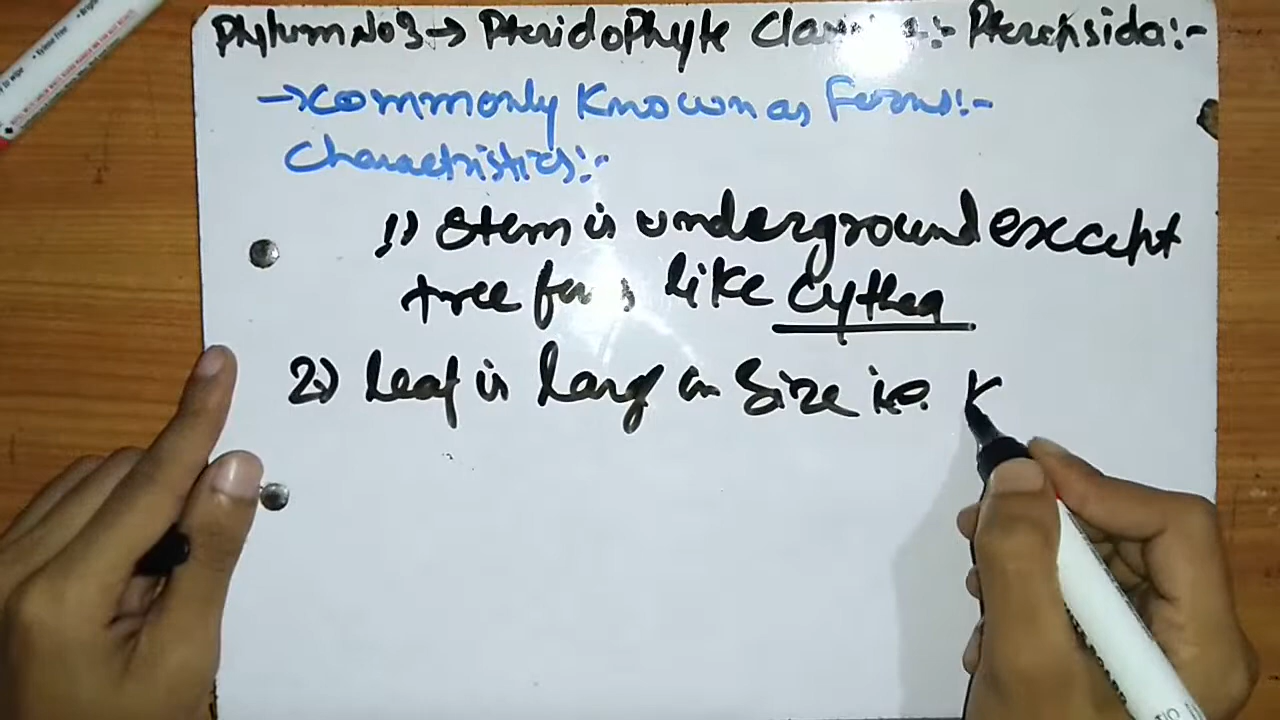 Phylum No3 → Pteridophyte Class :- Pteropsida:-
→ Commonly Known as Ferns:-
Charactristics:-
1) Stem is underground except
tree ferns like Cythea
2) Leaf is large in Size i.e.